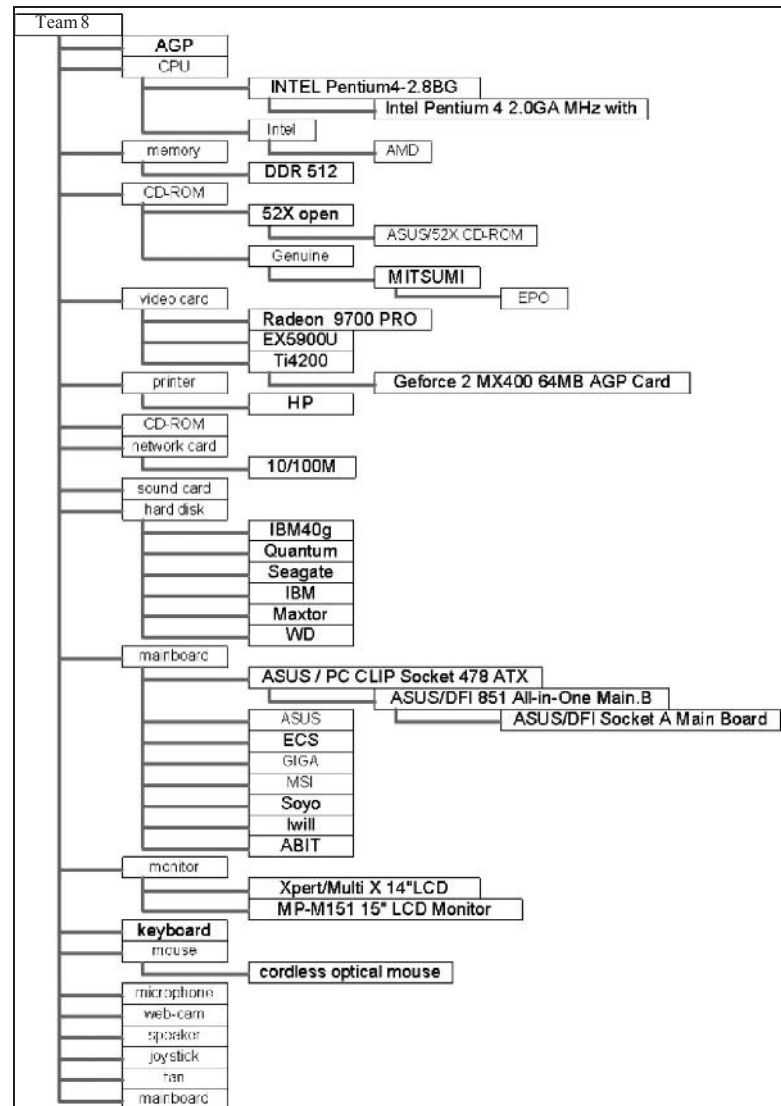 Team 8
AGP
CPU
INTEL Pentium4-2.8BG
Intel Pentium 4 2.0GA MHz with
Intel
AMD
memory
DDR 512
CD-ROM
52X open
ASUS/52X CD-ROM
Genuine
MITSUMI
EPO
video card
Radeon 9700 PRO
EX5900U
Ti4200
Geforce 2 MX400 64MB AGP Card
printer
HP
CD-ROM
network card
10/100M
sound card
hard disk
IBM40g
Quantum
Seagate
IBM
Maxtor
WD
mainboard
ASUS / PC CLIP Socket 478 ATX
ASUS/DFI 851 All-in-One Main.B
ASUS/DFI Socket A Main Board
ASUS
ECS
GIGA
MSI
Soyo
Iwill
ABIT
monitor
Xpert/Multi X 14"LCD
MP-M151 15" LCD Monitor
keyboard
mouse
cordless optical mouse
microphone
web-cam
speaker
joystick
fan
mainboard